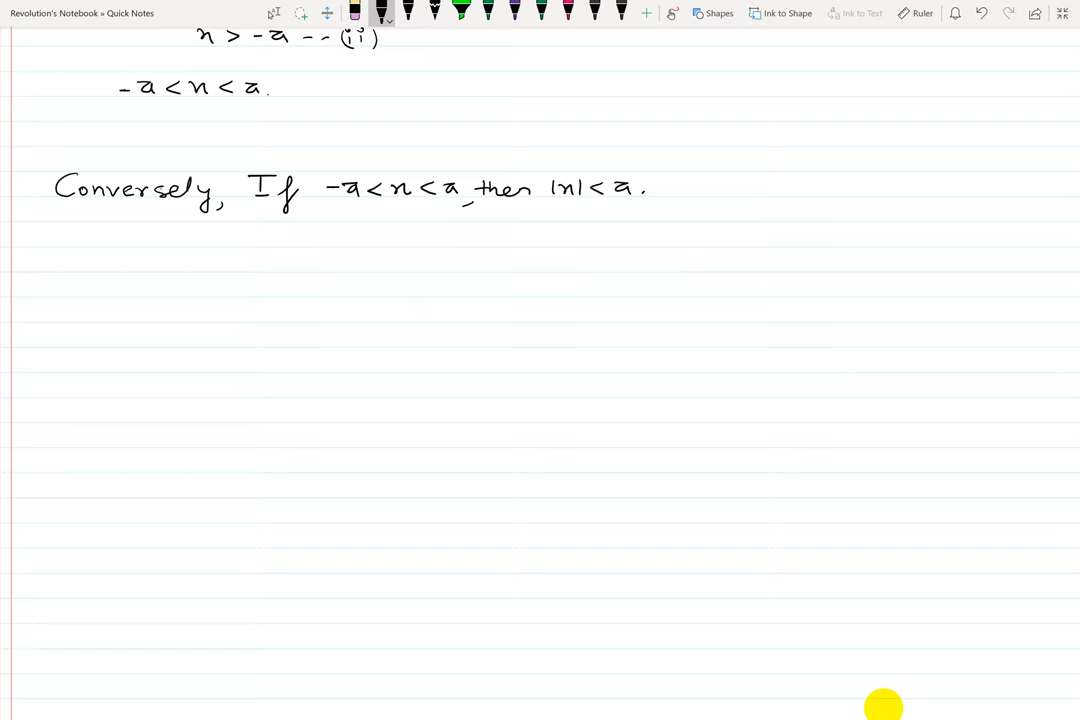 Revolution's Notebook » Quick Notes
Shapes
Ink to Shape
Ink to Text
Ruler
x > -a -- (ii)
-a < x < a.
Conversely, If -a < x < a, then |x| < a.